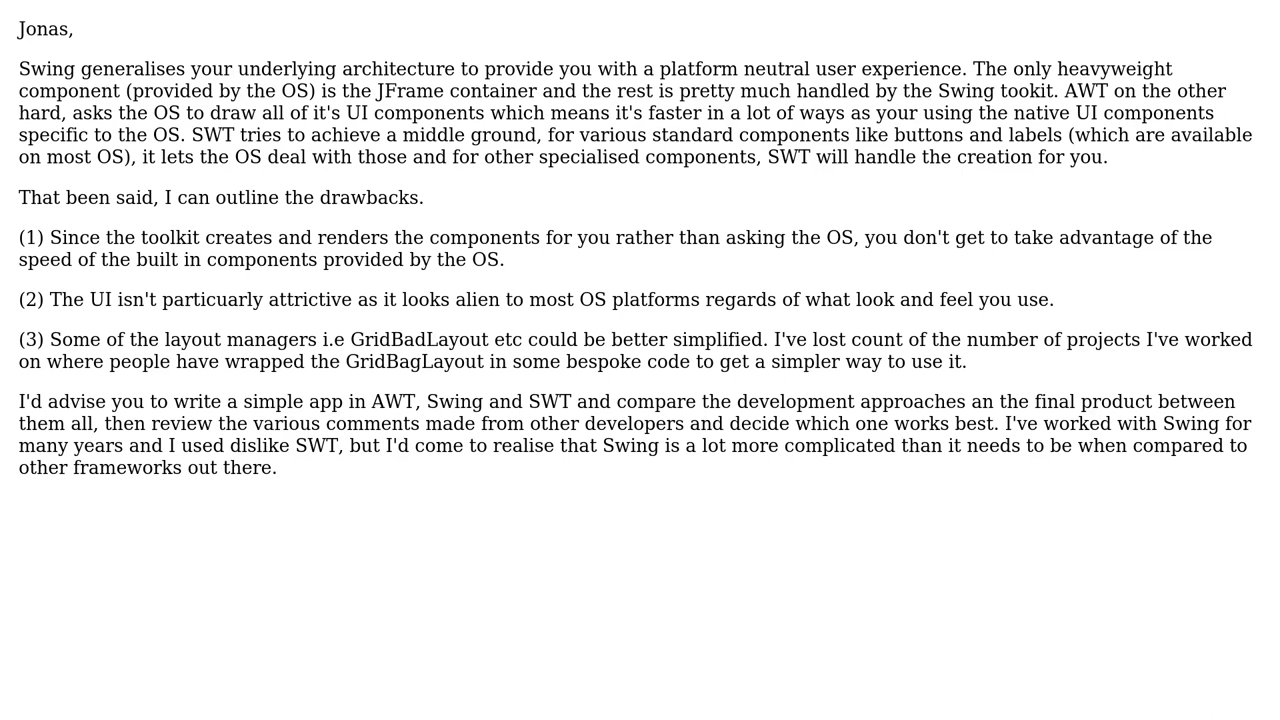 Jonas,
Swing generalises your underlying architecture to provide you with a platform neutral user experience. The only heavyweight
component (provided by the OS) is the JFrame container and the rest is pretty much handled by the Swing tookit. AWT on the other
hard, asks the OS to draw all of it's UI components which means it's faster in a lot of ways as your using the native UI components
specific to the OS. SWT tries to achieve a middle ground, for various standard components like buttons and labels (which are available
on most OS), it lets the OS deal with those and for other specialised components, SWT will handle the creation for you.
That been said, I can outline the drawbacks.
(1) Since the toolkit creates and renders the components for you rather than asking the OS, you don't get to take advantage of the
speed of the built in components provided by the OS.
(2) The UI isn't particuarly attrictive as it looks alien to most OS platforms regards of what look and feel you use.
(3) Some of the layout managers i.e GridBadLayout etc could be better simplified. I've lost count of the number of projects I've worked
on where people have wrapped the GridBagLayout in some bespoke code to get a simpler way to use it.
I'd advise you to write a simple app in AWT, Swing and SWT and compare the development approaches an the final product between
them all, then review the various comments made from other developers and decide which one works best. I've worked with Swing for
many years and I used dislike SWT, but I'd come to realise that Swing is a lot more complicated than it needs to be when compared to
other frameworks out there.